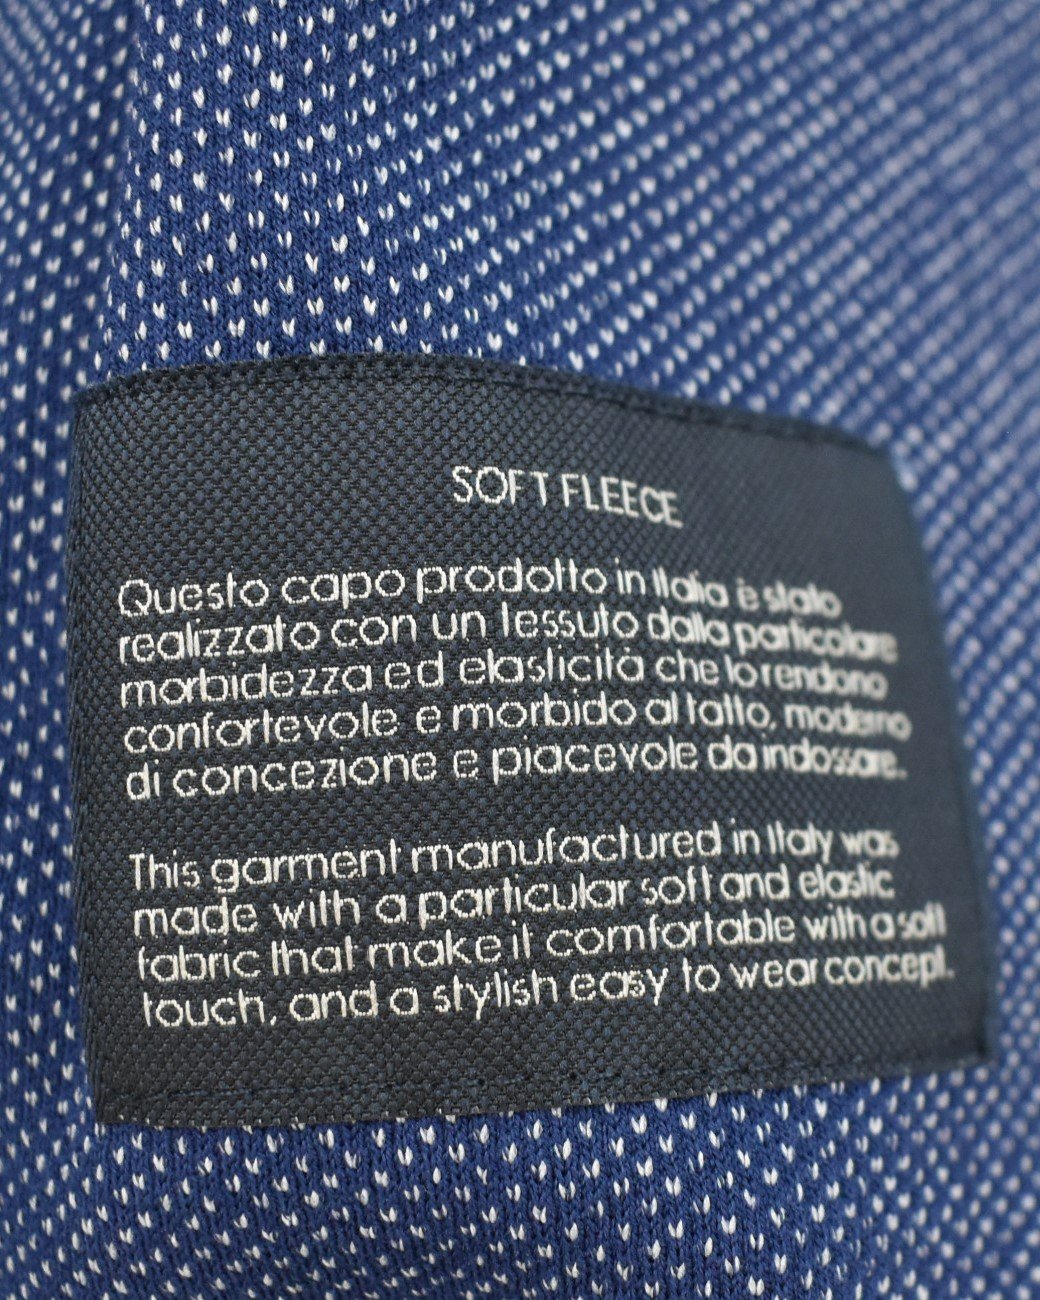 SOFT FLEECE
Questo capo prodotto in Italia è stato
realizzato con un tessuto dalla particolare
morbidezza ed elasticità che lo rendono
confortevole e morbido al tatto, moderno
di concezione e piacevole da indossare.
This garment manufactured in Italy was
made with a particular soft and elastic
fabric that make it comfortable with a soft
touch, and a stylish easy to wear concept.